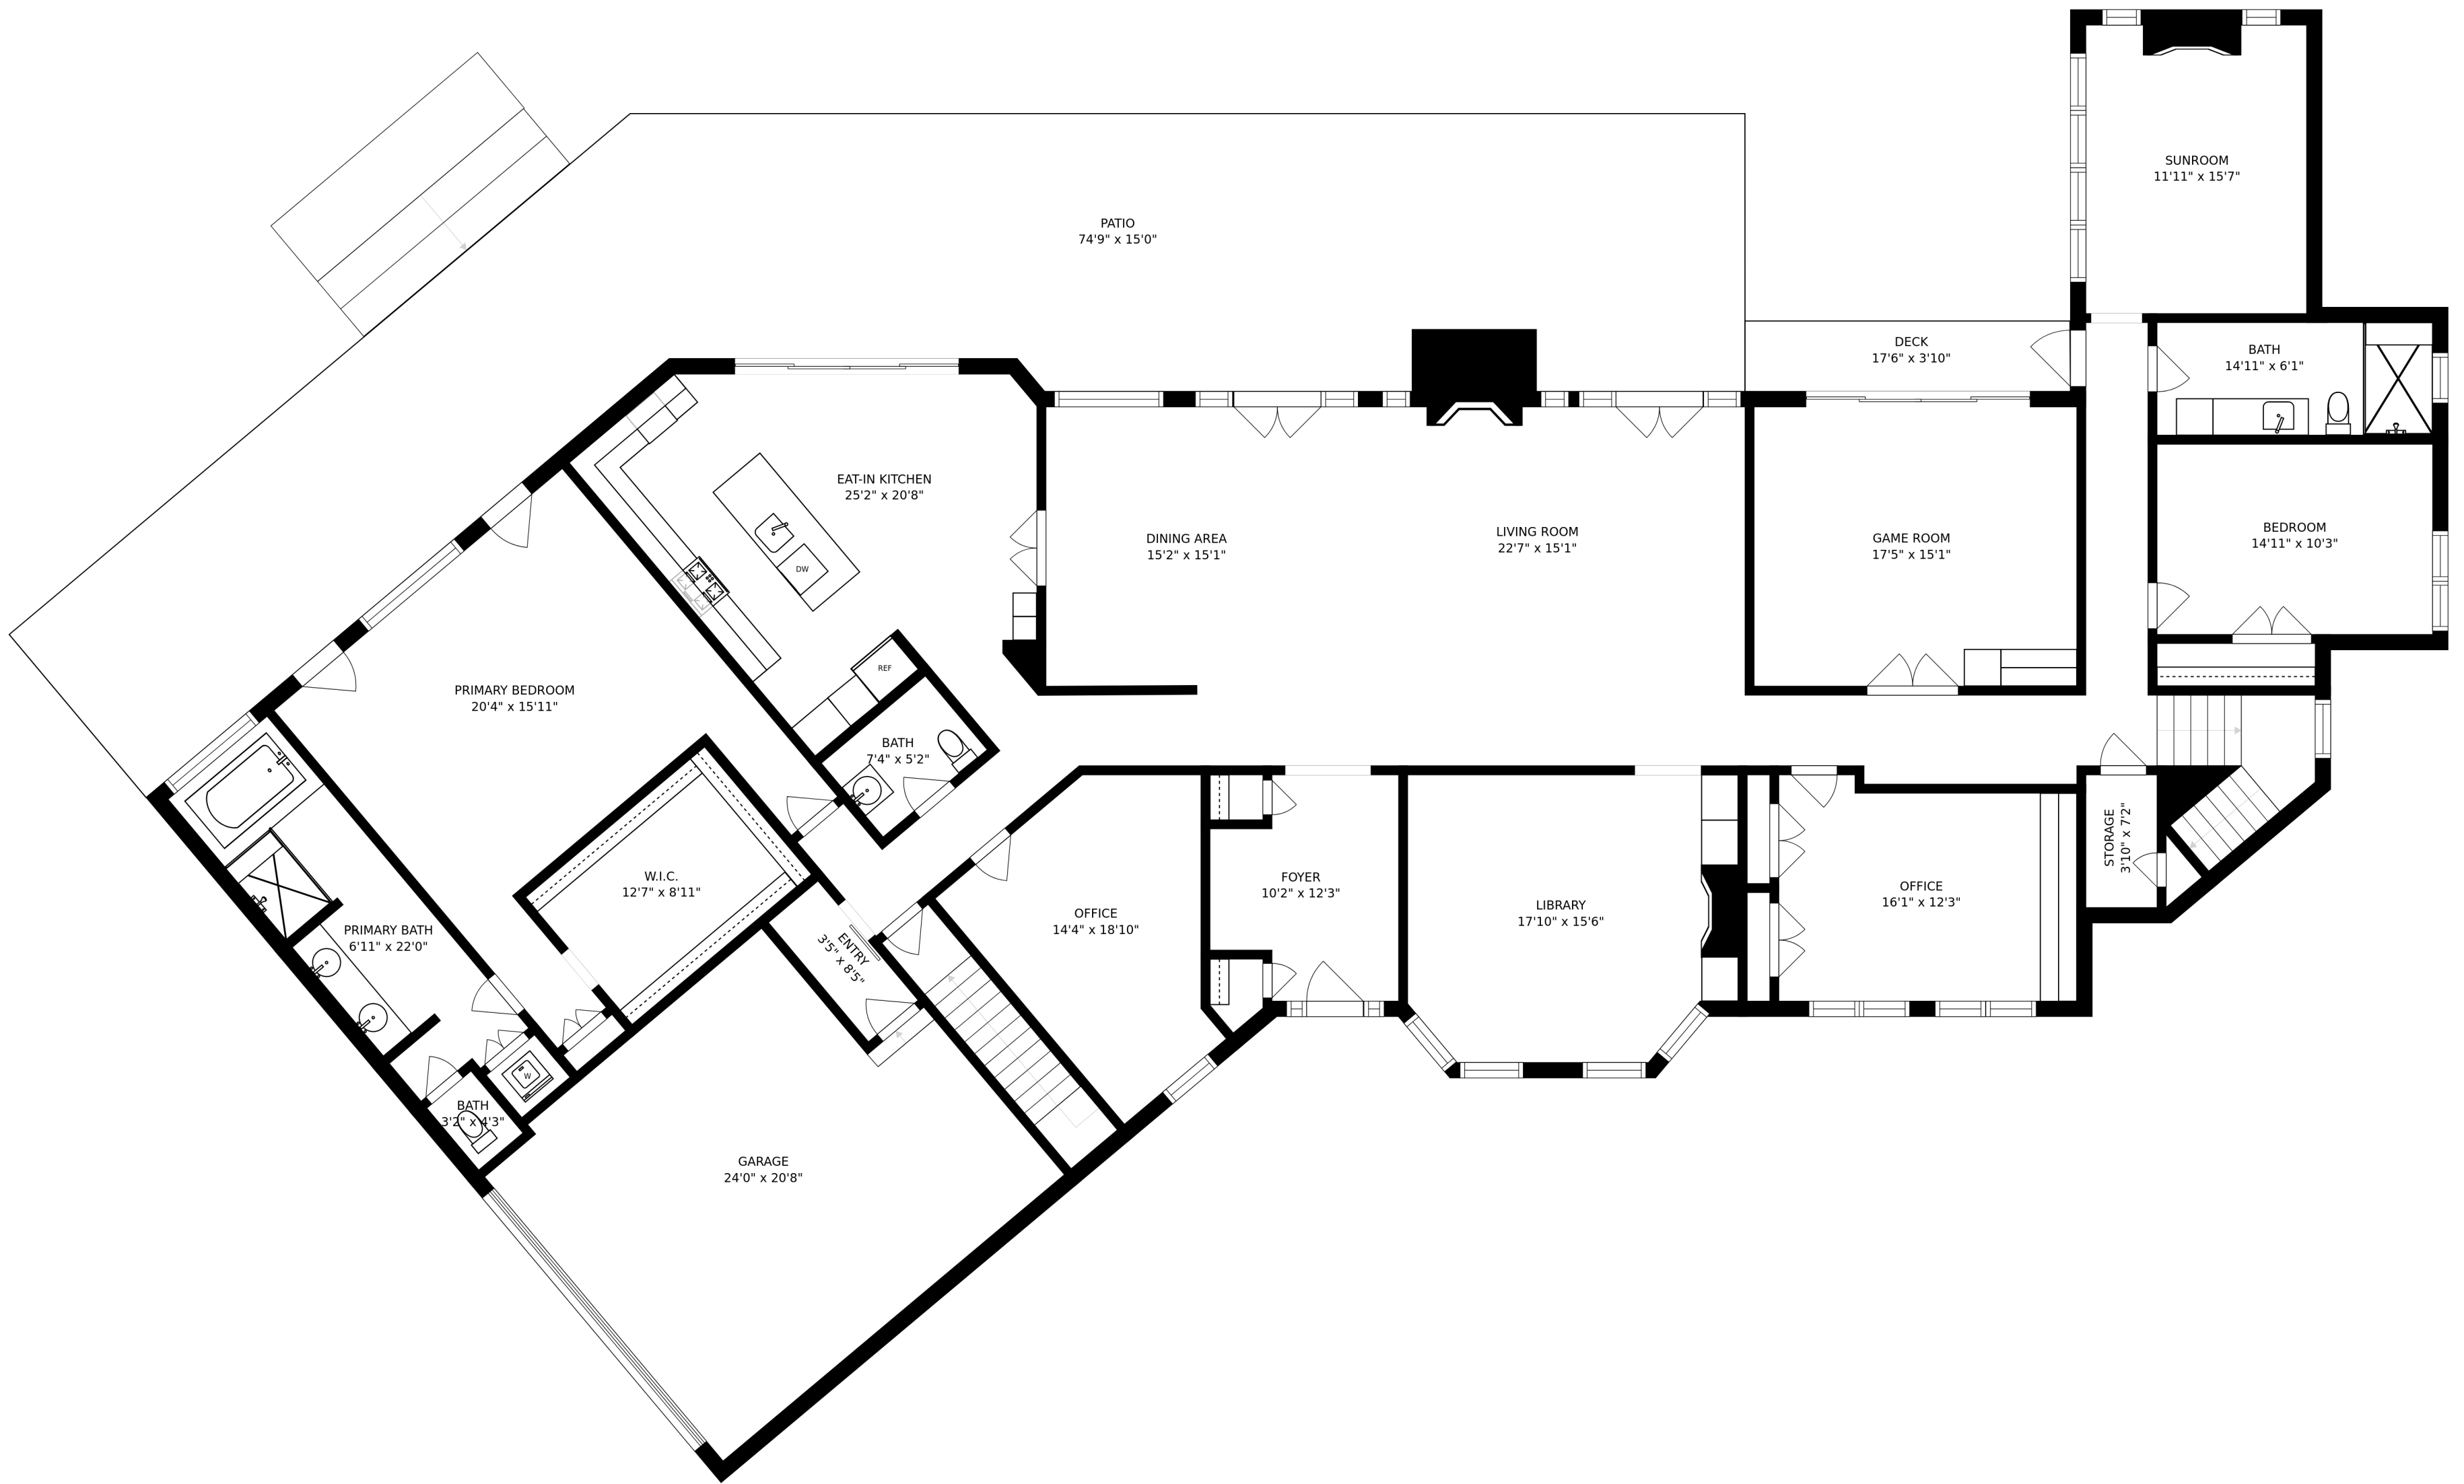 SUNROOM
11'11" x 15'7"
PATIO
74'9" x 15'0"
DECK
17'6" x 3'10"
BATH
14'11" x 6'1"
EAT-IN KITCHEN
25'2" x 20'8"
DW
DINING AREA
15'2" x 15'1"
LIVING ROOM
22'7" x 15'1"
GAME ROOM
17'5" x 15'1"
BEDROOM
14'11" x 10'3"
REF
PRIMARY BEDROOM
20'4" x 15'11"
BATH
7'4" x 5'2"
W.I.C.
12'7" x 8'11"
ENTRY
3'5" x 8'5"
OFFICE
14'4" x 18'10"
FOYER
10'2" x 12'3"
LIBRARY
17'10" x 15'6"
OFFICE
16'1" x 12'3"
STORAGE
3'10" x 7'2"
PRIMARY BATH
6'11" x 22'0"
W
BATH
3'2" x 4'3"
GARAGE
24'0" x 20'8"